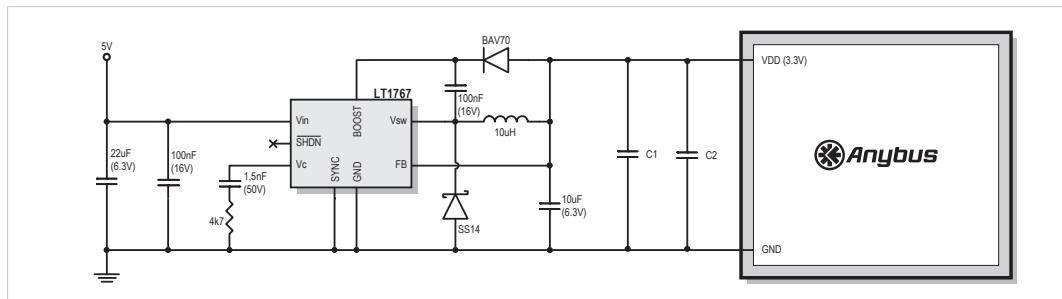 5V
BAV70
VDD (3.3V)
LT1767
100nF
(16V)
Vin
BOOST
Vsw
10uH
SHDN
22uF
(6.3V)
100nF
(16V)
Vc
1,5nF
(50V)
SYNC
GND
FB
C1
C2
Anybus
4k7
SS14
10uF
(6.3V)
GND